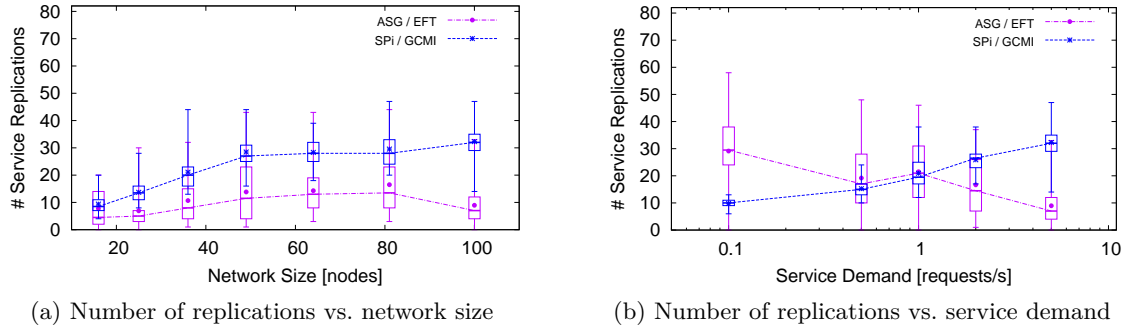 80
70
60
50
40
30
20
10
0
# Service Replications
ASG / EFT
SPi / GCMI
20 40 60 80 100
Network Size [nodes]
(a) Number of replications vs. network size
80
70
60
50
40
30
20
10
0
# Service Replications
ASG / EFT
SPi / GCMI
0.1 1 10
Service Demand [requests/s]
(b) Number of replications vs. service demand